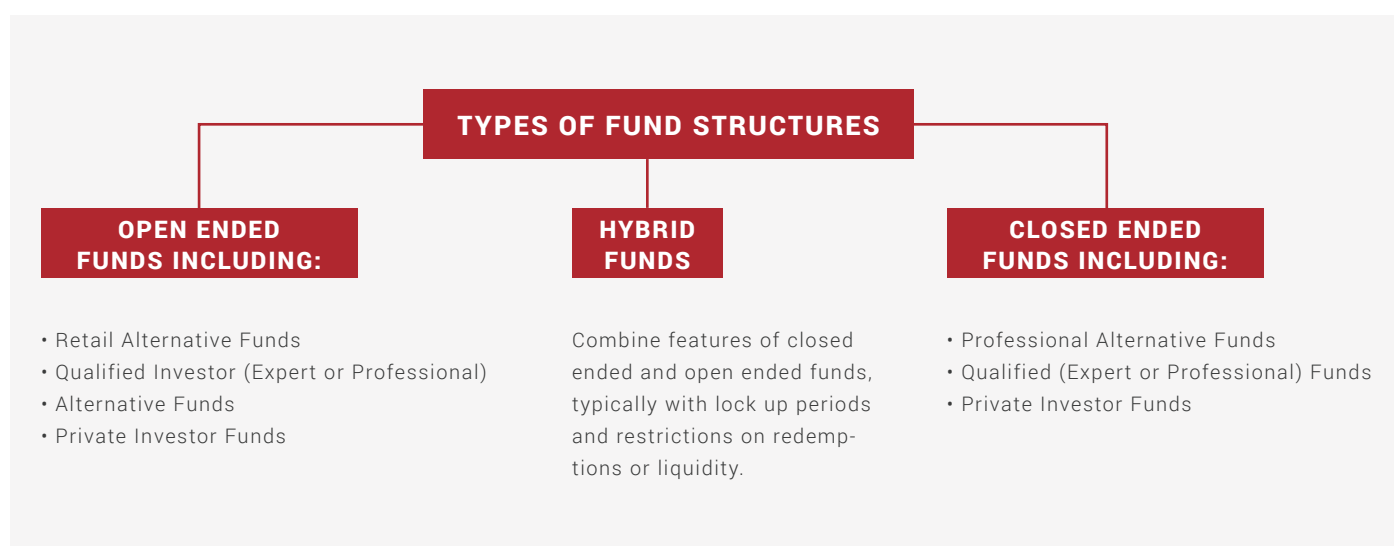 TYPES OF FUND STRUCTURES
OPEN ENDED
FUNDS INCLUDING:
• Retail Alternative Funds
• Qualified Investor (Expert or Professional)
• Alternative Funds
• Private Investor Funds
HYBRID
FUNDS
Combine features of closed
ended and open ended funds,
typically with lock up periods
and restrictions on redemp-
tions or liquidity.
CLOSED ENDED
FUNDS INCLUDING:
• Professional Alternative Funds
• Qualified (Expert or Professional) Funds
• Private Investor Funds